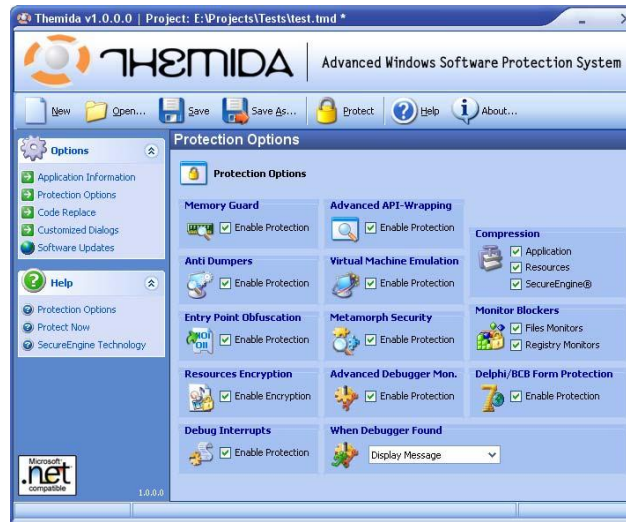 Themida v1.0.0.0 | Project: E:\Projects\Tests\test.tmd *
THEMIDA
Advanced Windows Software Protection System
New
Open...
Save
Save As...
Protect
Help
About...
Options
Application Information
Protection Options
Code Replace
Customized Dialogs
Software Updates
Help
Protection Options
Protect Now
SecureEngine Technology
Microsoft
.net
compatible
1.0.0.0
Protection Options
Protection Options
Memory Guard
Enable Protection
Advanced API-Wrapping
Enable Protection
Compression
Application
Resources
SecureEngine®
Anti Dumpers
Enable Protection
Virtual Machine Emulation
Enable Protection
Entry Point Obfuscation
Enable Protection
Metamorph Security
Enable Protection
Monitor Blockers
Files Monitors
Registry Monitors
Resources Encryption
Enable Encryption
Advanced Debugger Mon.
Enable Protection
Delphi/BCB Form Protection
Enable Protection
Debug Interrupts
Enable Protection
When Debugger Found
Display Message